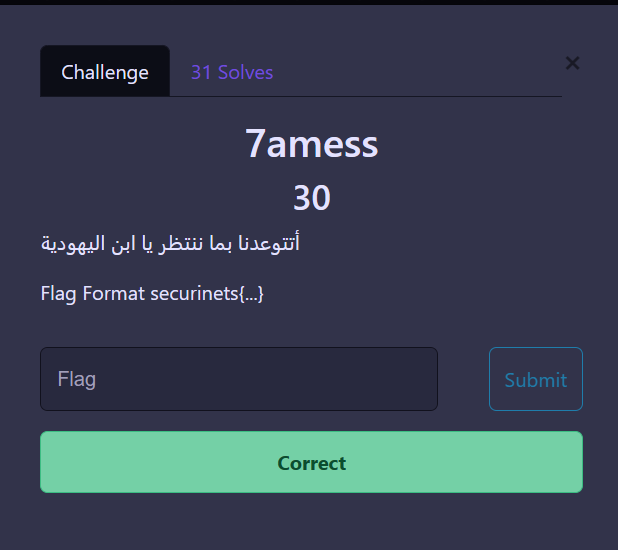 Challenge
31 Solves
×
7amess
30
أتتوعدنا بما ننتظر يا ابن اليهودية
Flag Format securinets{...}
Flag
Submit
Correct